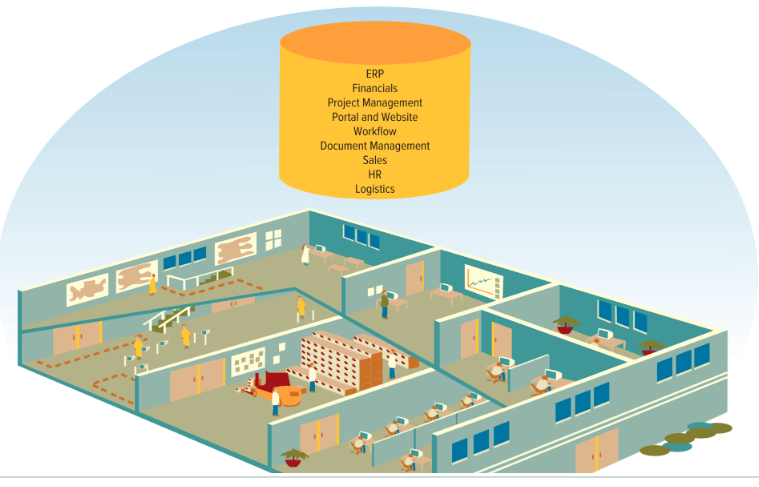 ERP
Financials
Project Management
Portal and Website
Workflow
Document Management
Sales
HR
Logistics